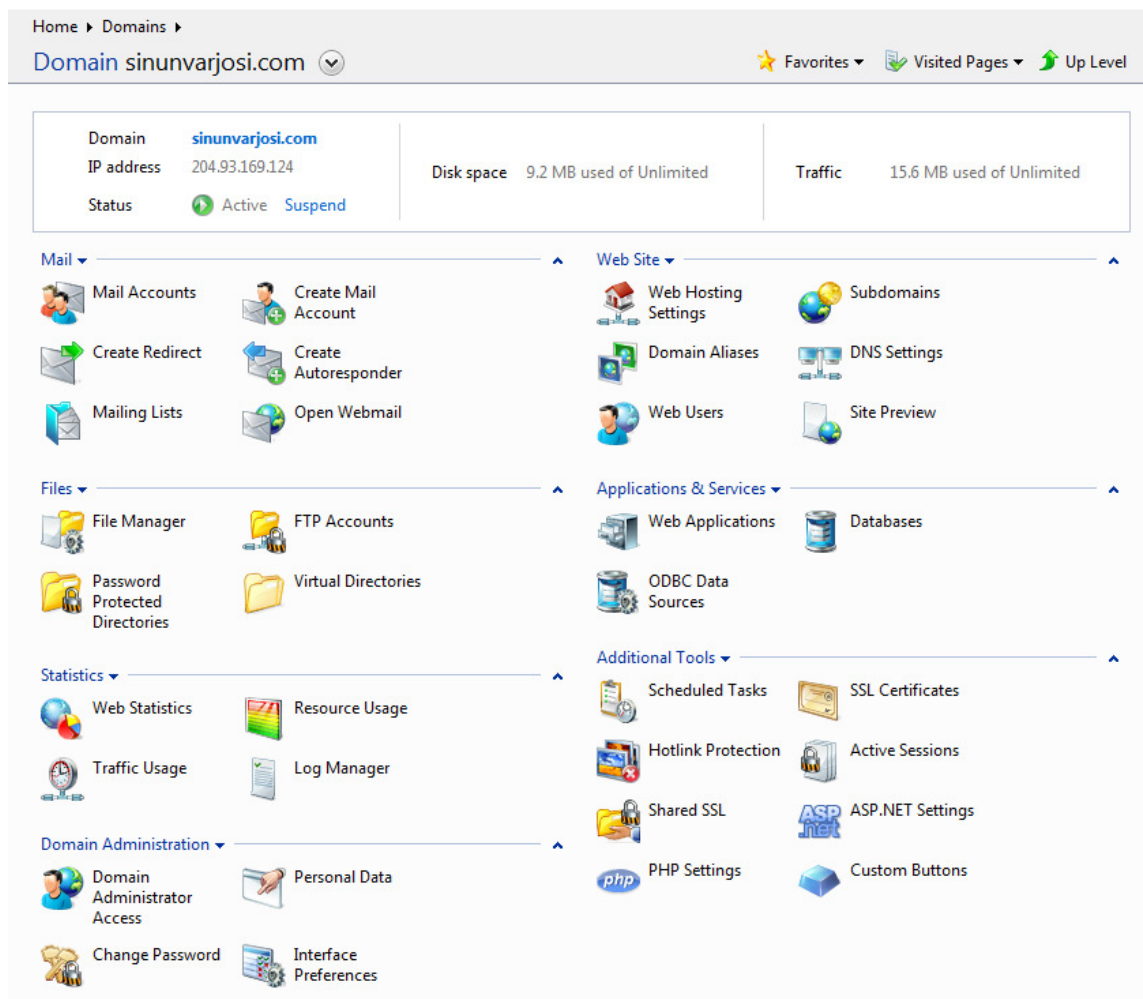 Home Domains
Domain sinunvarjosi.com
Favorites Visited Pages Up Level
Domain sinunvarjosi.com
IP address 204.93.169.124
Status Active Suspend
Disk space 9.2 MB used of Unlimited
Traffic 15.6 MB used of Unlimited
Mail
Mail Accounts
Create Mail
Account
Create Redirect
Create
Autoresponder
Mailing Lists
Open Webmail
Files
File Manager
FTP Accounts
Password
Protected
Directories
Virtual Directories
Statistics
Web Statistics
Resource Usage
Traffic Usage
Log Manager
Domain Administration
Domain
Administrator
Access
Personal Data
Change Password
Interface
Preferences
Web Site
Web Hosting
Settings
Subdomains
Domain Aliases
DNS Settings
Web Users
Site Preview
Applications & Services
Web Applications
Databases
ODBC Data
Sources
Additional Tools
Scheduled Tasks
SSL Certificates
Hotlink Protection
Active Sessions
Shared SSL
ASP
.net
ASP.NET Settings
php
PHP Settings
Custom Buttons